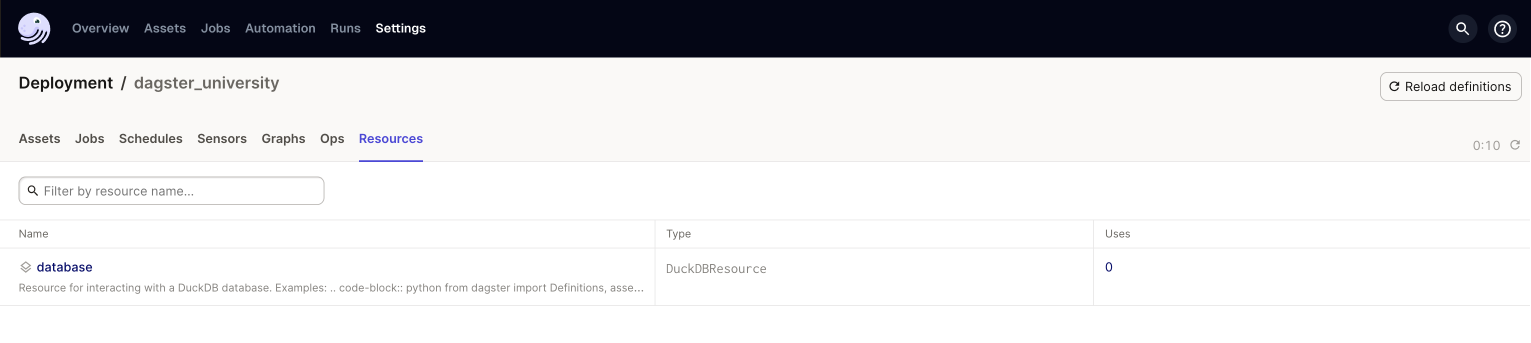 Overview Assets Jobs Automation Runs Settings
Deployment / dagster_university
Reload definitions
Assets Jobs Schedules Sensors Graphs Ops Resources
0:10
Filter by resource name...
Name Type Uses
database DuckDBResource 0
Resource for interacting with a DuckDB database. Examples: .. code-block:: python from dagster import Definitions, asse...